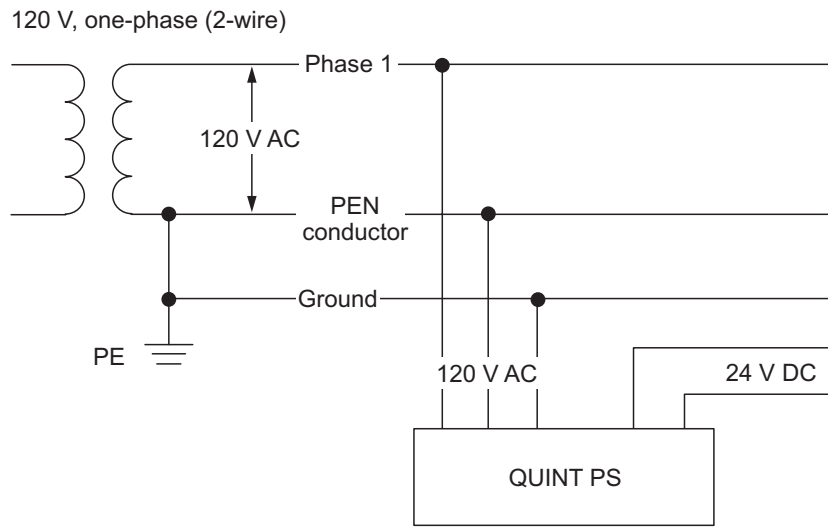 120 V, one-phase (2-wire)
Phase 1
120 V AC
PEN
conductor
Ground
PE
120 V AC
24 V DC
QUINT PS